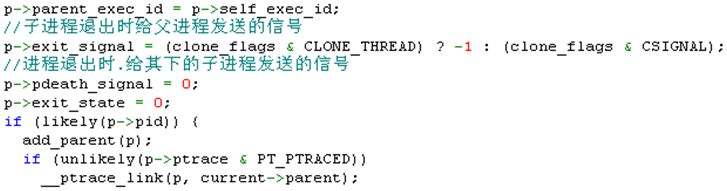 p->parent_exec_id = p->self_exec_id;
//子进程退出时给父进程发送的信号
p->exit_signal = (clone_flags & CLONE_THREAD) ? -1 : (clone_flags & CSIGNAL);
//进程退出时.给其下的子进程发送的信号
p->pdeath_signal = 0;
p->exit_state = 0;
if (likely(p->pid)) {
add_parent(p);
if (unlikely(p->ptrace & PT_PTRACED))
__ptrace_link(p, current->parent);